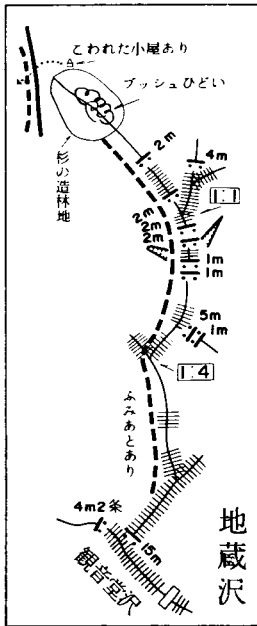 こわれた小屋あり
ブッシュひどい
杉の造林地
2m
4m
1:1
2m
2m
2m
1m
1m
5m
1m
1:4
ふみあとあり
4m2条
15m
観音堂沢
地蔵沢